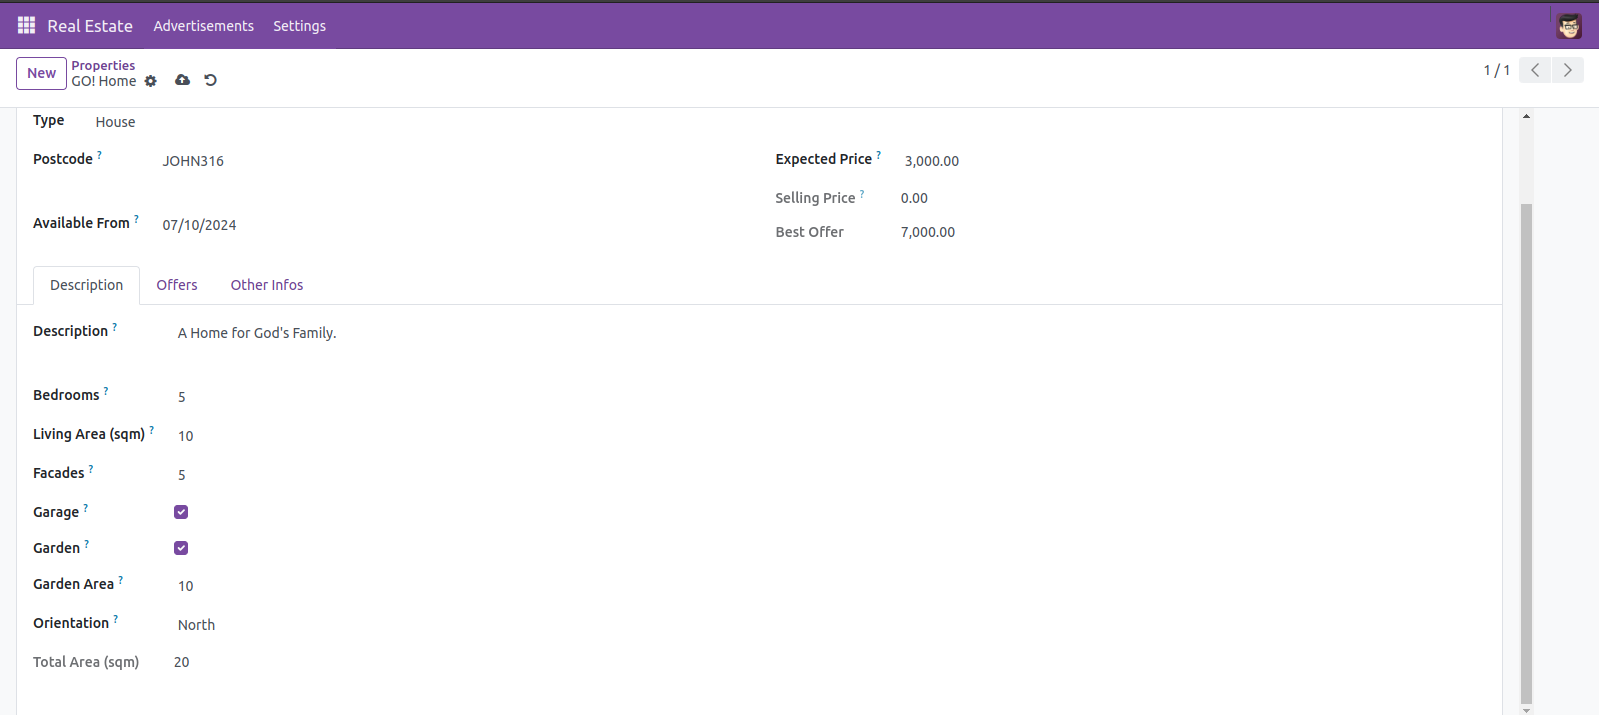 Real Estate Advertisements Settings
New Properties
GO! Home
1 / 1
Type House
Postcode ? JOHN316
Expected Price ? 3,000.00
Selling Price ? 0.00
Available From ? 07/10/2024
Best Offer 7,000.00
Description Offers Other Infos
Description ? A Home for God's Family.
Bedrooms ? 5
Living Area (sqm) ? 10
Facades ? 5
Garage ?
Garden ?
Garden Area ? 10
Orientation ? North
Total Area (sqm) 20